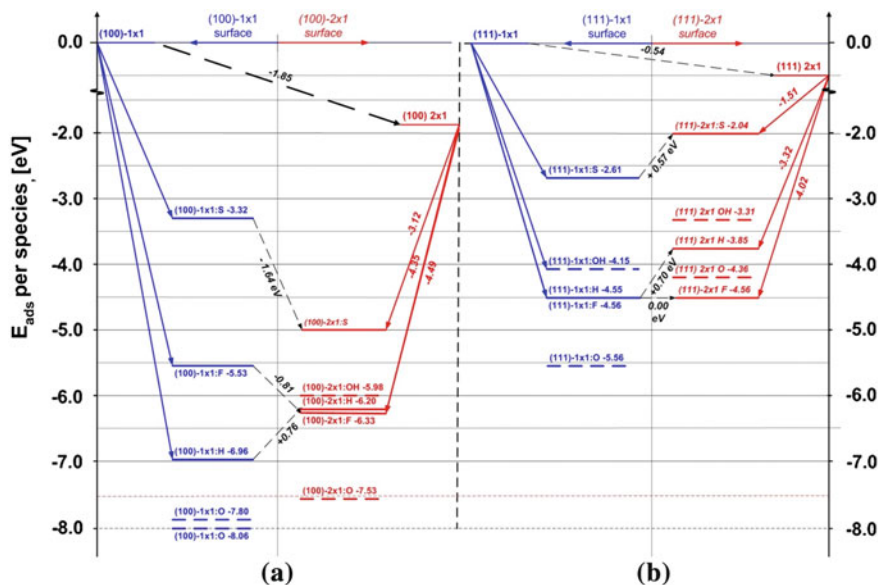 (100)-1x1 surface
(100)-2x1 surface
(111)-1x1 surface
(111)-2x1 surface
0.0
(100)-1x1
(111)-1x1
0.0
-0.54
(111) 2x1
-1.85
(100) 2x1
-1.51
-2.0
(111)-2x1:S -2.04
-2.0
+0.57 eV
(111)-1x1:S -2.61
-3.0
-3.0
(100)-1x1:S -3.32
-3.12
-4.35
-4.49
(111) 2x1 OH -3.31
-3.32
-4.02
-1.64 eV
(111) 2x1 H -3.85
-4.0
(111)-1x1:OH -4.15
+0.70 eV
(111) 2x1 O -4.36
-4.0
(111)-1x1:H -4.55
(111)-1x1:F -4.56
0.00 eV
(111)-2x1 F -4.56
-5.0
(100)-2x1:S
-5.0
(100)-1x1:F -5.53
-0.81
(111)-1x1:O -5.56
-6.0
(100)-2x1:OH -5.98
(100)-2x1:H -6.20
(100)-2x1:F -6.33
-6.0
+0.76
(100)-1x1:H -6.96
-7.0
-7.0
(100)-2x1:O -7.53
(100)-1x1:O -7.80
-8.0
(100)-1x1:O -8.06
-8.0
E_ads per species, [eV]
(a)
(b)